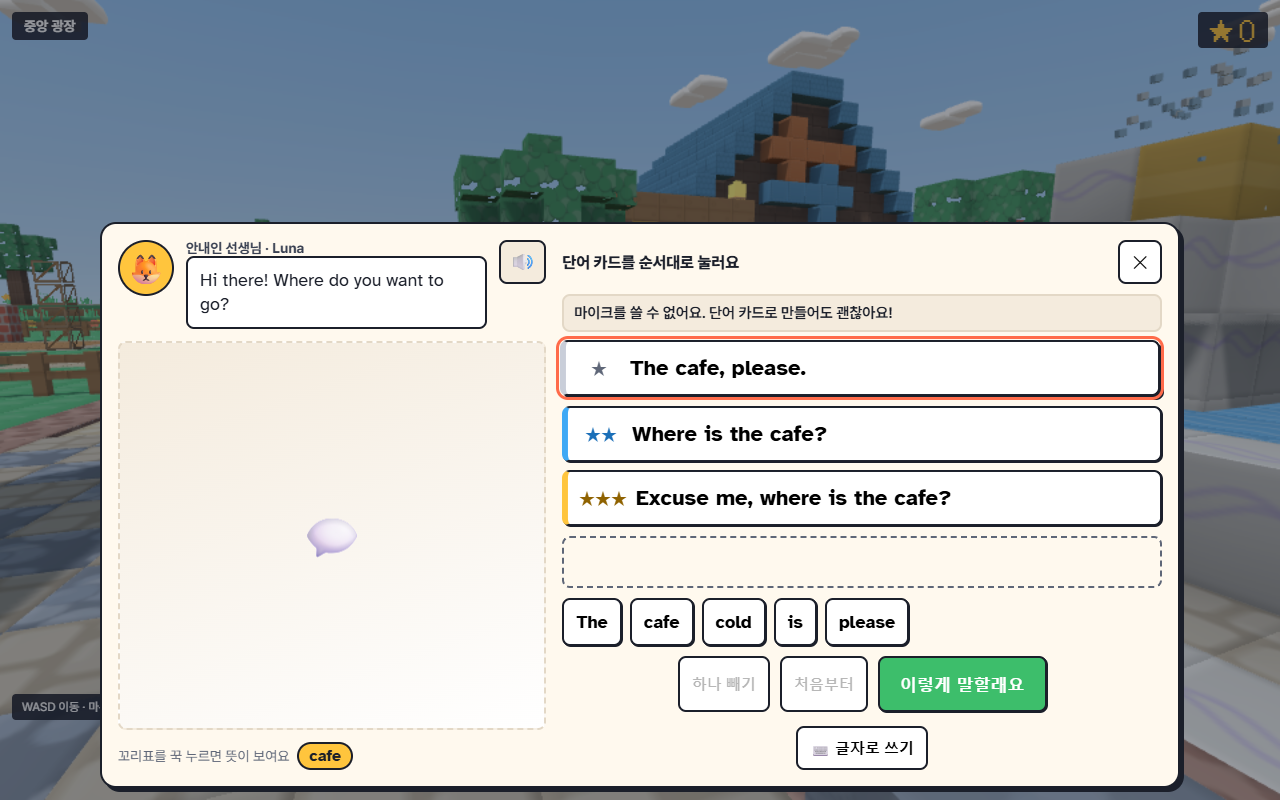 중앙 광장
0
안내인 선생님 · Luna
Hi there! Where do you want to
go?
단어 카드를 순서대로 눌러요
마이크를 쓸 수 없어요. 단어 카드로 만들어도 괜찮아요!
★ The cafe, please.
★★ Where is the cafe?
★★★ Excuse me, where is the cafe?
The cafe cold is please
하나 빼기 처음부터 이렇게 말할래요
글자로 쓰기
WASD 이동 · 마
꼬리표를 꾹 누르면 뜻이 보여요 cafe